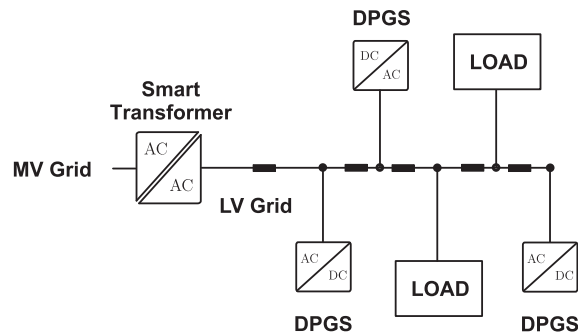 DPGS
DC
AC
LOAD
Smart
Transformer
AC
AC
MV Grid
LV Grid
AC
DC
DPGS
LOAD
AC
DC
DPGS